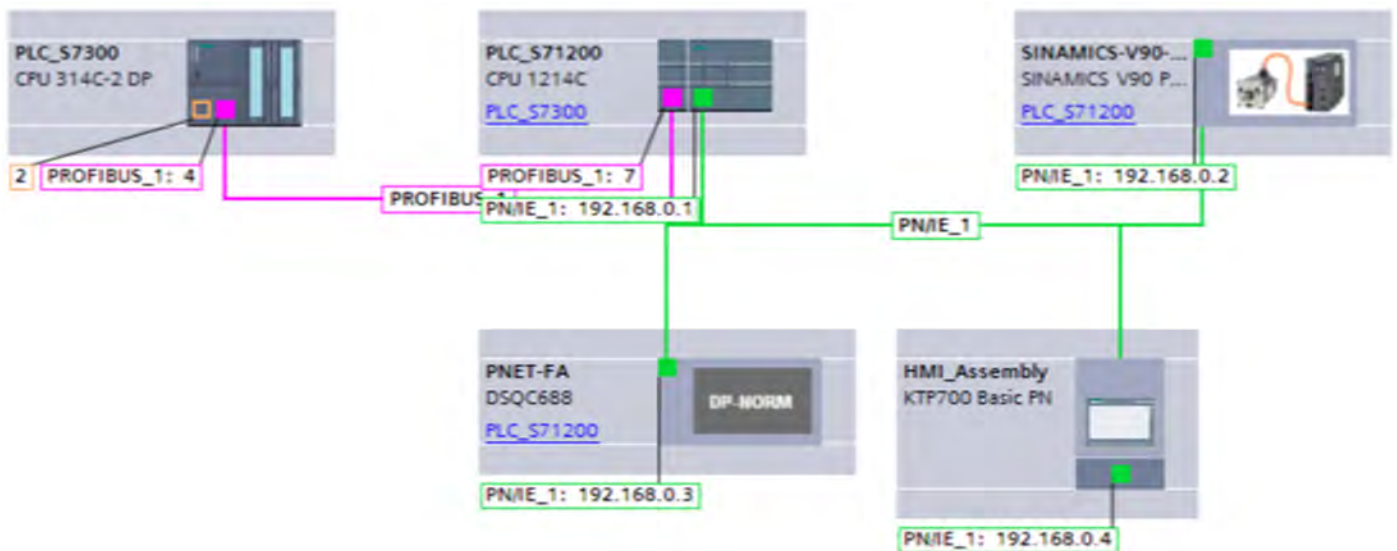 PLC_S7300
CPU 314C-2 DP
2
PROFIBUS_1: 4
PLC_S71200
CPU 1214C
PLC_S7300
PROFIBUS_1: 7
PROFIBUS_1
PN/IE_1: 192.168.0.1
SINAMICS-V90-...
SINAMICS V90 P...
PLC_S71200
PN/IE_1: 192.168.0.2
PN/IE_1
PNET-FA
DSQC688
PLC_S71200
DP-NORM
PN/IE_1: 192.168.0.3
HMI_Assembly
KTP700 Basic PN
PN/IE_1: 192.168.0.4